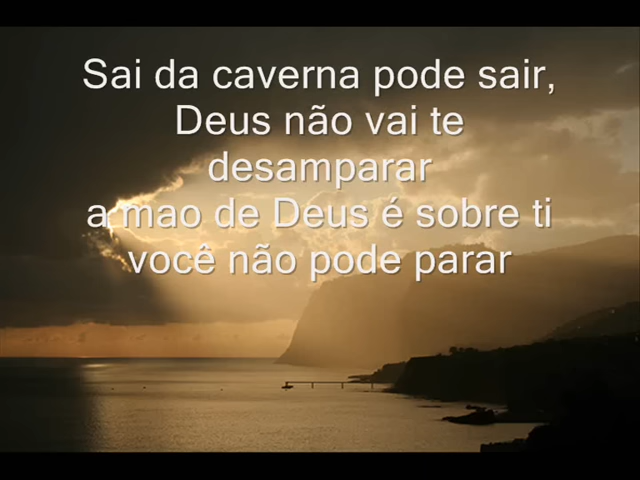 Sai da caverna pode sair,
Deus não vai te
desamparar
a mao de Deus é sobre ti
você não pode parar